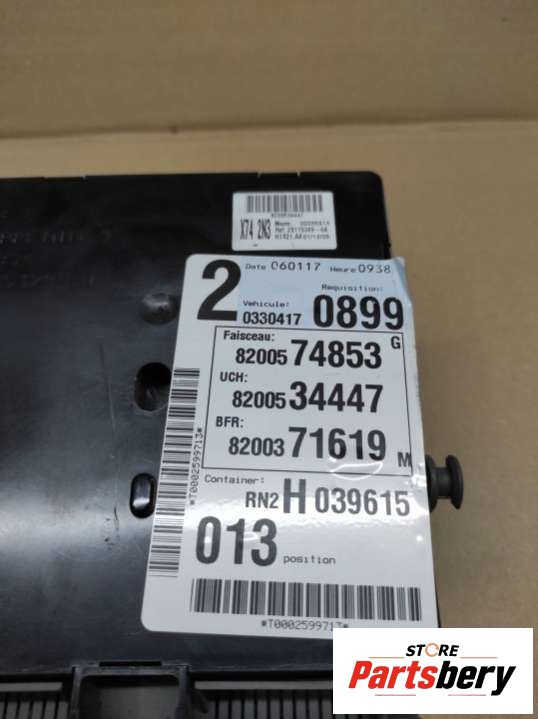 X74 2N3
2 Date 060117 Heure 0938
Requisition:
Vehicule:
0330417 0899
Faisceau: G
82005 74853
UCH:
82005 34447
BFR:
82003 71619 M
Container:
RN2 H 039615
013 position
*T0002599713*
*T0002599713*
STORE
Partsbery